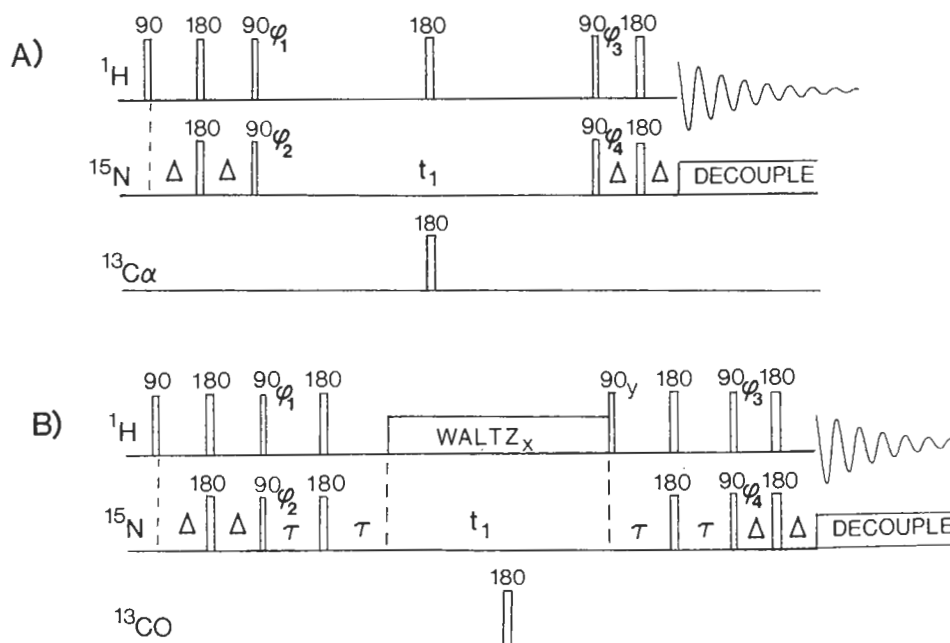 A)
90 180 90φ1 180 90φ3 180
¹H
180 90φ2 90φ4 180
¹⁵N Δ Δ t₁ Δ Δ DECOUPLE
180
¹³Cα
90 180 90φ1 180 90y 180 90φ3 180
B) ¹H WALTZx
180 90φ2 180 180 90φ4 180
¹⁵N Δ Δ τ τ t₁ τ τ Δ Δ DECOUPLE
180
¹³CO